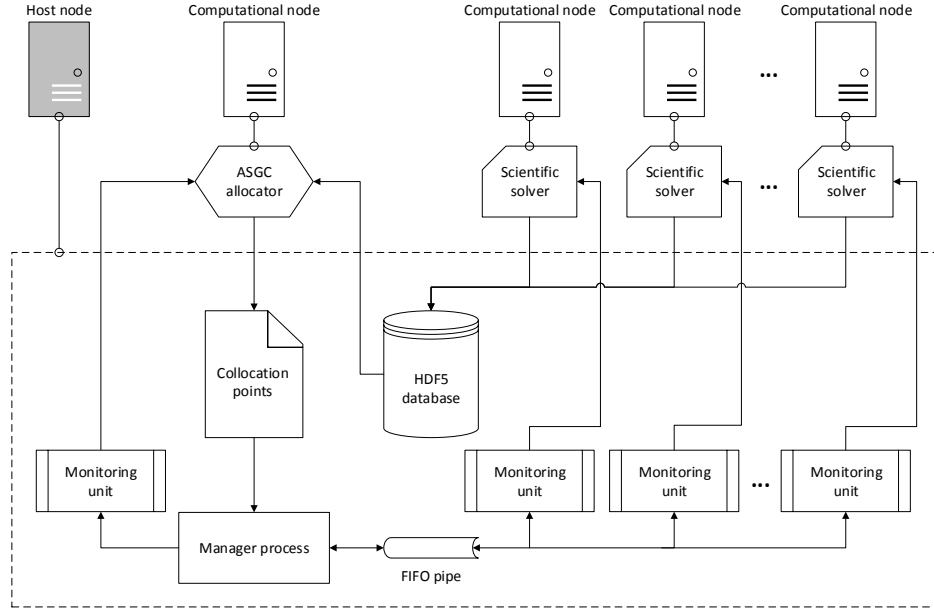 Host node
Computational node
Computational node
Computational node
Computational node
...
ASGC
allocator
Scientific
solver
Scientific
solver
...
Scientific
solver
Collocation
points
HDF5
database
Monitoring
unit
Monitoring
unit
Monitoring
unit
...
Monitoring
unit
Manager process
FIFO pipe